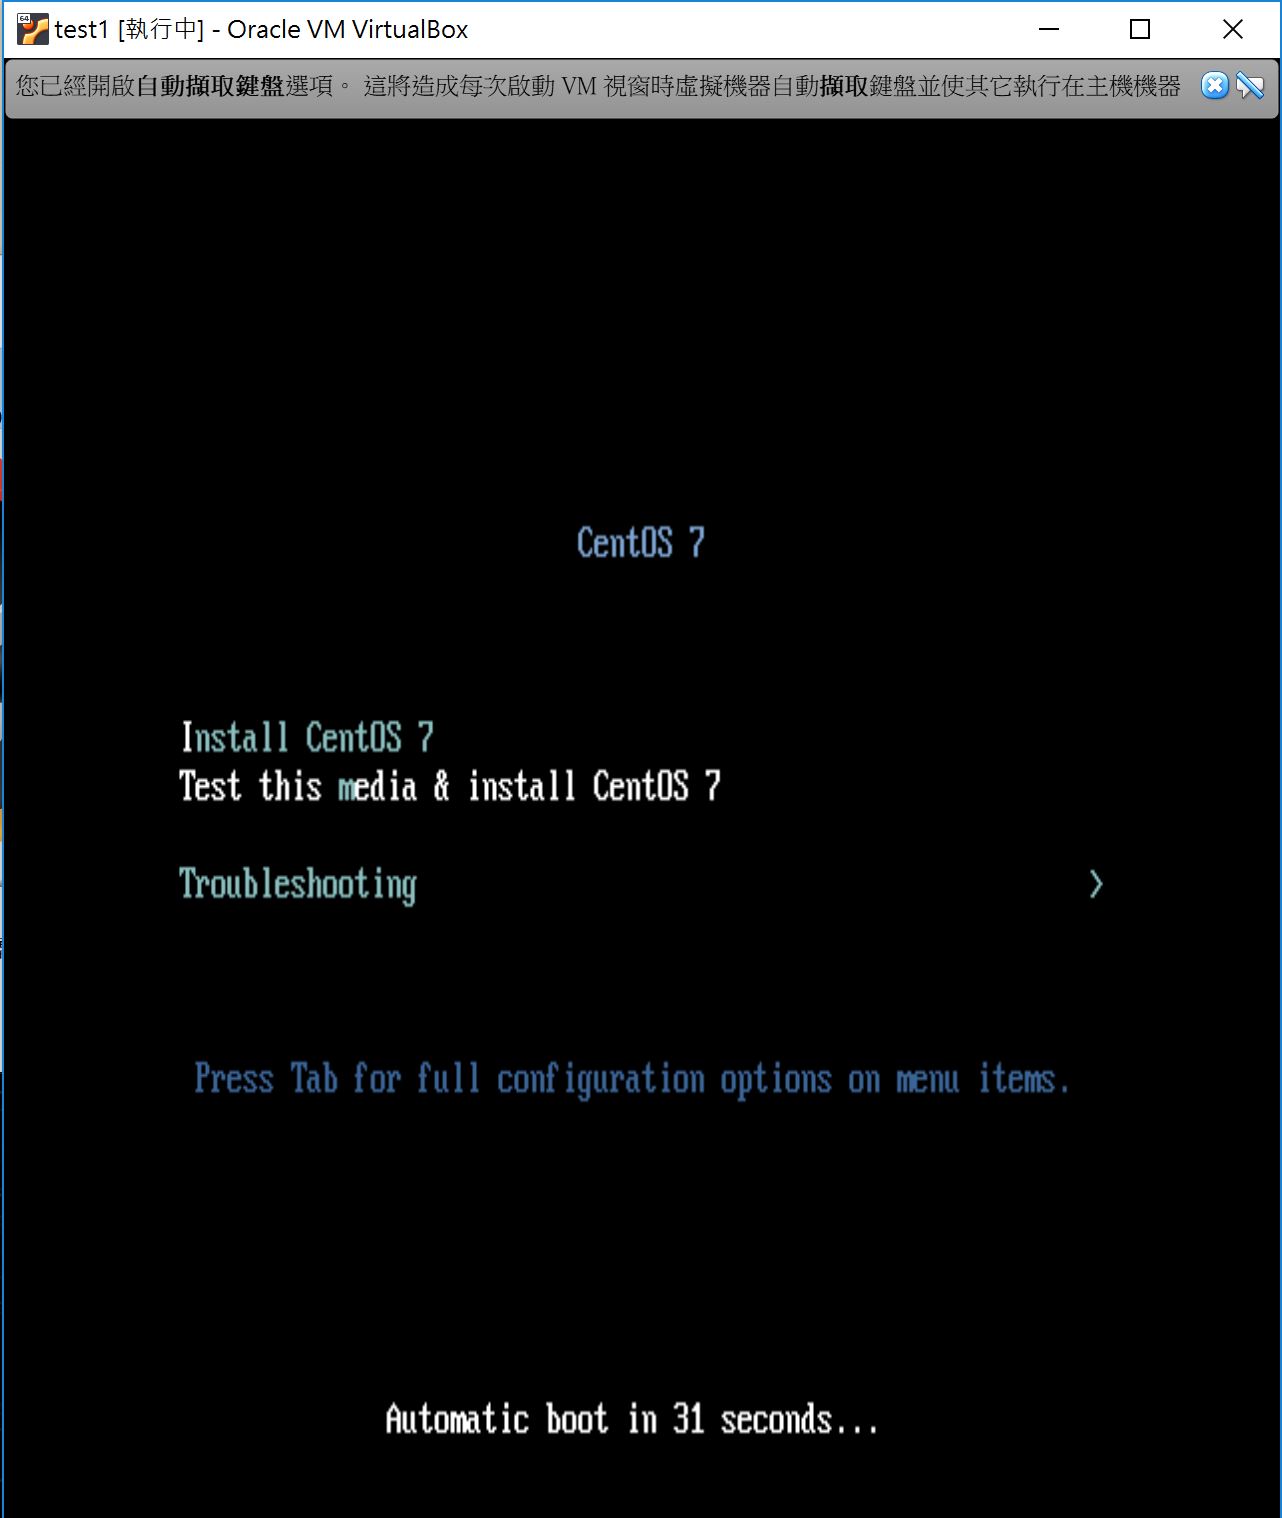 test1 [執行中] - Oracle VM VirtualBox
您已經開啟自動擷取鍵盤選項。 這將造成每次啟動 VM 視窗時虛擬機器自動擷取鍵盤並使其它執行在主機機器
CentOS 7
Install CentOS 7
Test this media & install CentOS 7
Troubleshooting >
Press Tab for full configuration options on menu items.
Automatic boot in 31 seconds...